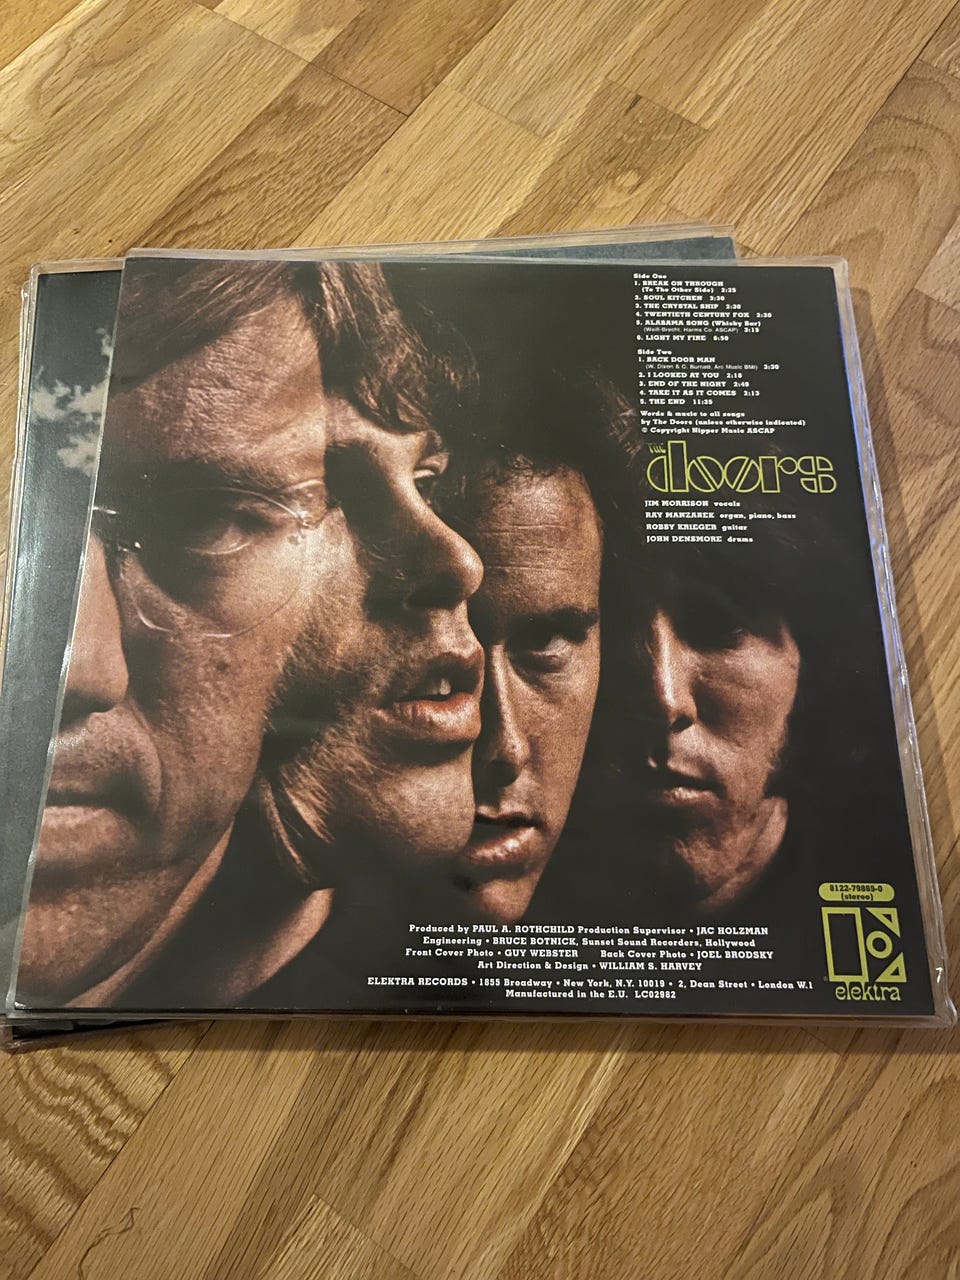 Side One
1. BREAK ON THROUGH
(To The Other Side) 2:25
2. SOUL KITCHEN 3:30
3. THE CRYSTAL SHIP 2:30
4. TWENTIETH CENTURY FOX 2:30
5. ALABAMA SONG (Whisky Bar)
(Weill-Brecht, Harms Co. ASCAP) 3:15
6. LIGHT MY FIRE 6:50
Side Two
1. BACK DOOR MAN
(W. Dixon & C. Burnett, Arc Music BMI) 3:30
2. I LOOKED AT YOU 2:18
3. END OF THE NIGHT 2:49
4. TAKE IT AS IT COMES 2:13
5. THE END 11:35
Words & music to all songs
by The Doors (unless otherwise indicated)
© Copyright Nipper Music ASCAP
THE doors
JIM MORRISON vocals
RAY MANZAREK organ, piano, bass
ROBBY KRIEGER guitar
JOHN DENSMORE drums
8122-79885-0
(stereo)
elektra
Produced by PAUL A. ROTHCHILD Production Supervisor • JAC HOLZMAN
Engineering • BRUCE BOTNICK, Sunset Sound Recorders, Hollywood
Front Cover Photo • GUY WEBSTER Back Cover Photo • JOEL BRODSKY
Art Direction & Design • WILLIAM S. HARVEY
ELEKTRA RECORDS • 1855 Broadway • New York, N.Y. 10019 • 2, Dean Street • London W.1
Manufactured in the E.U. LC02982